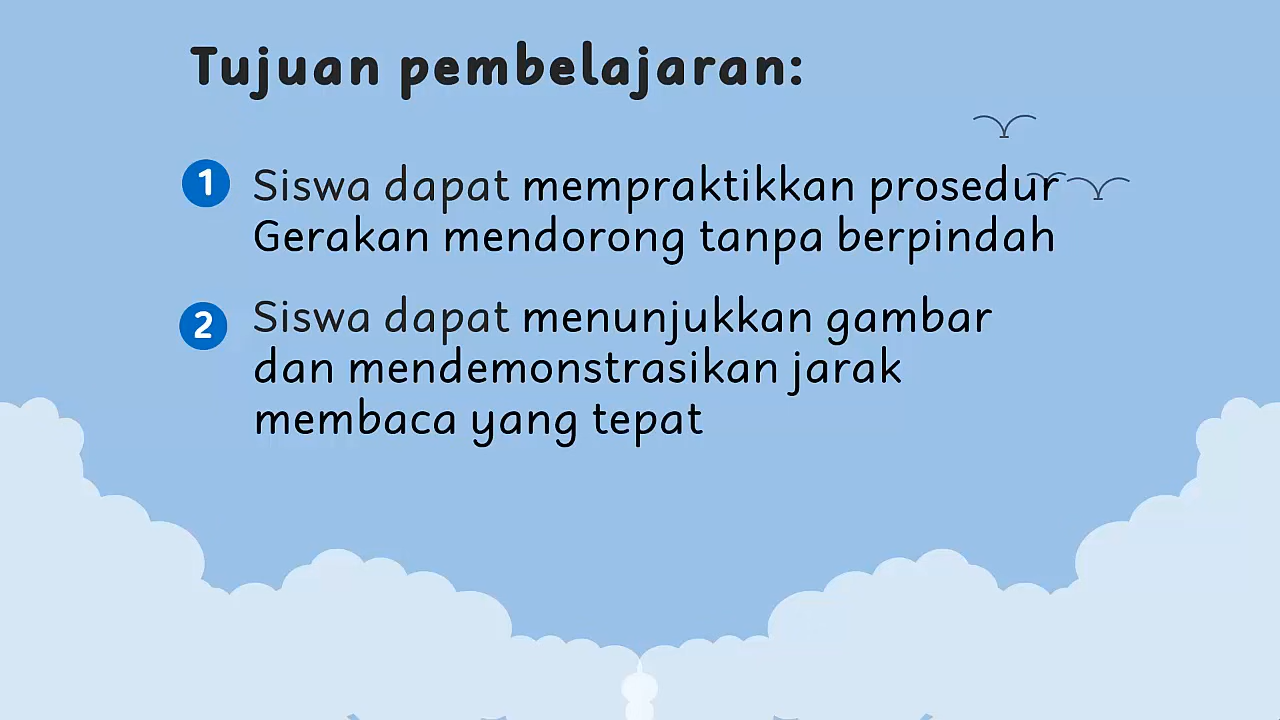 Tujuan pembelajaran:
1 Siswa dapat mempraktikkan prosedur
Gerakan mendorong tanpa berpindah
2 Siswa dapat menunjukkan gambar
dan mendemonstrasikan jarak
membaca yang tepat